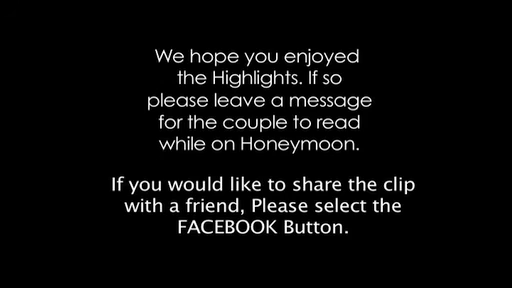 We hope you enjoyed
the Highlights. If so
please leave a message
for the couple to read
while on Honeymoon.
If you would like to share the clip
with a friend, Please select the
FACEBOOK Button.